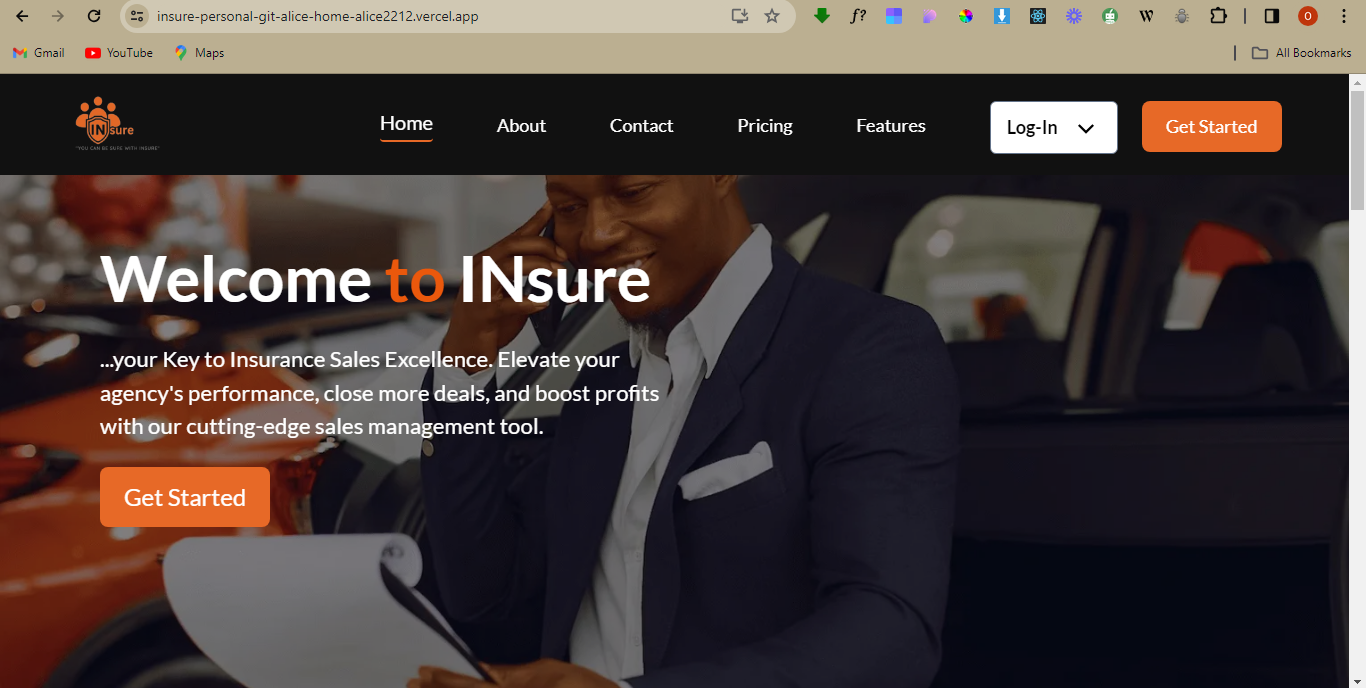 insure-personal-git-alice-home-alice2212.vercel.app
f?
W
O
Gmail
YouTube
Maps
All Bookmarks
INsure
"YOU CAN BE SURE WITH INSURE"
Home
About
Contact
Pricing
Features
Log-In
Get Started
Welcome to INsure
...your Key to Insurance Sales Excellence. Elevate your
agency's performance, close more deals, and boost profits
with our cutting-edge sales management tool.
Get Started